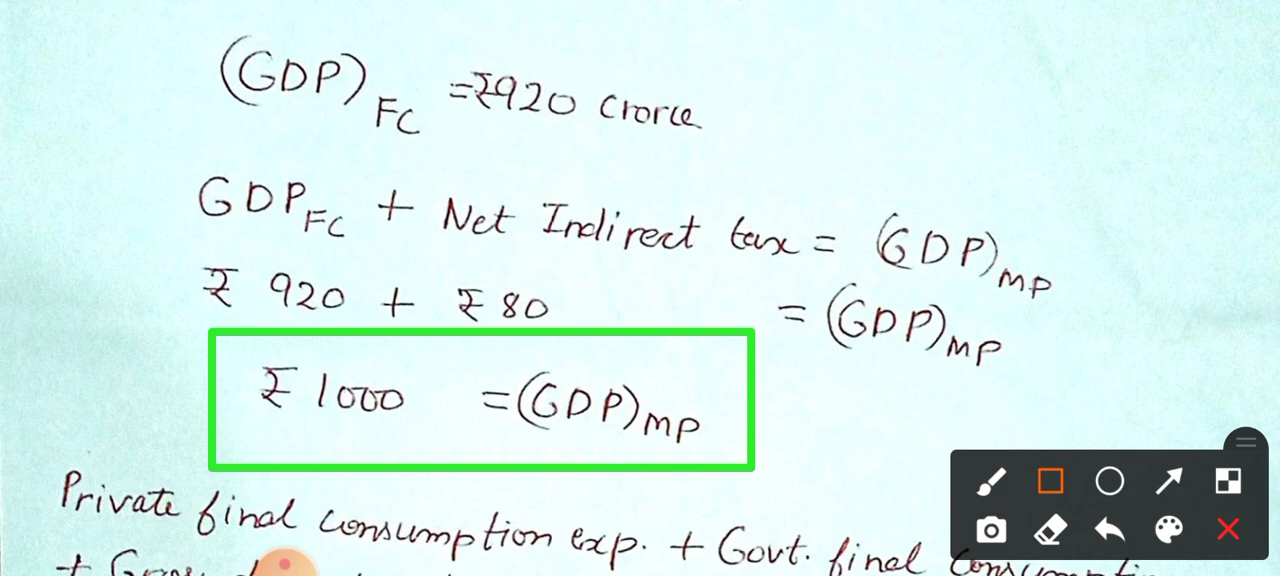 (GDP)FC =₹920 Crore
GDPFC + Net Indirect tax = (GDP)MP
₹ 920 + ₹ 80 = (GDP)MP
₹ 1000 =(GDP)MP
Private final consumption exp. + Govt. final
+